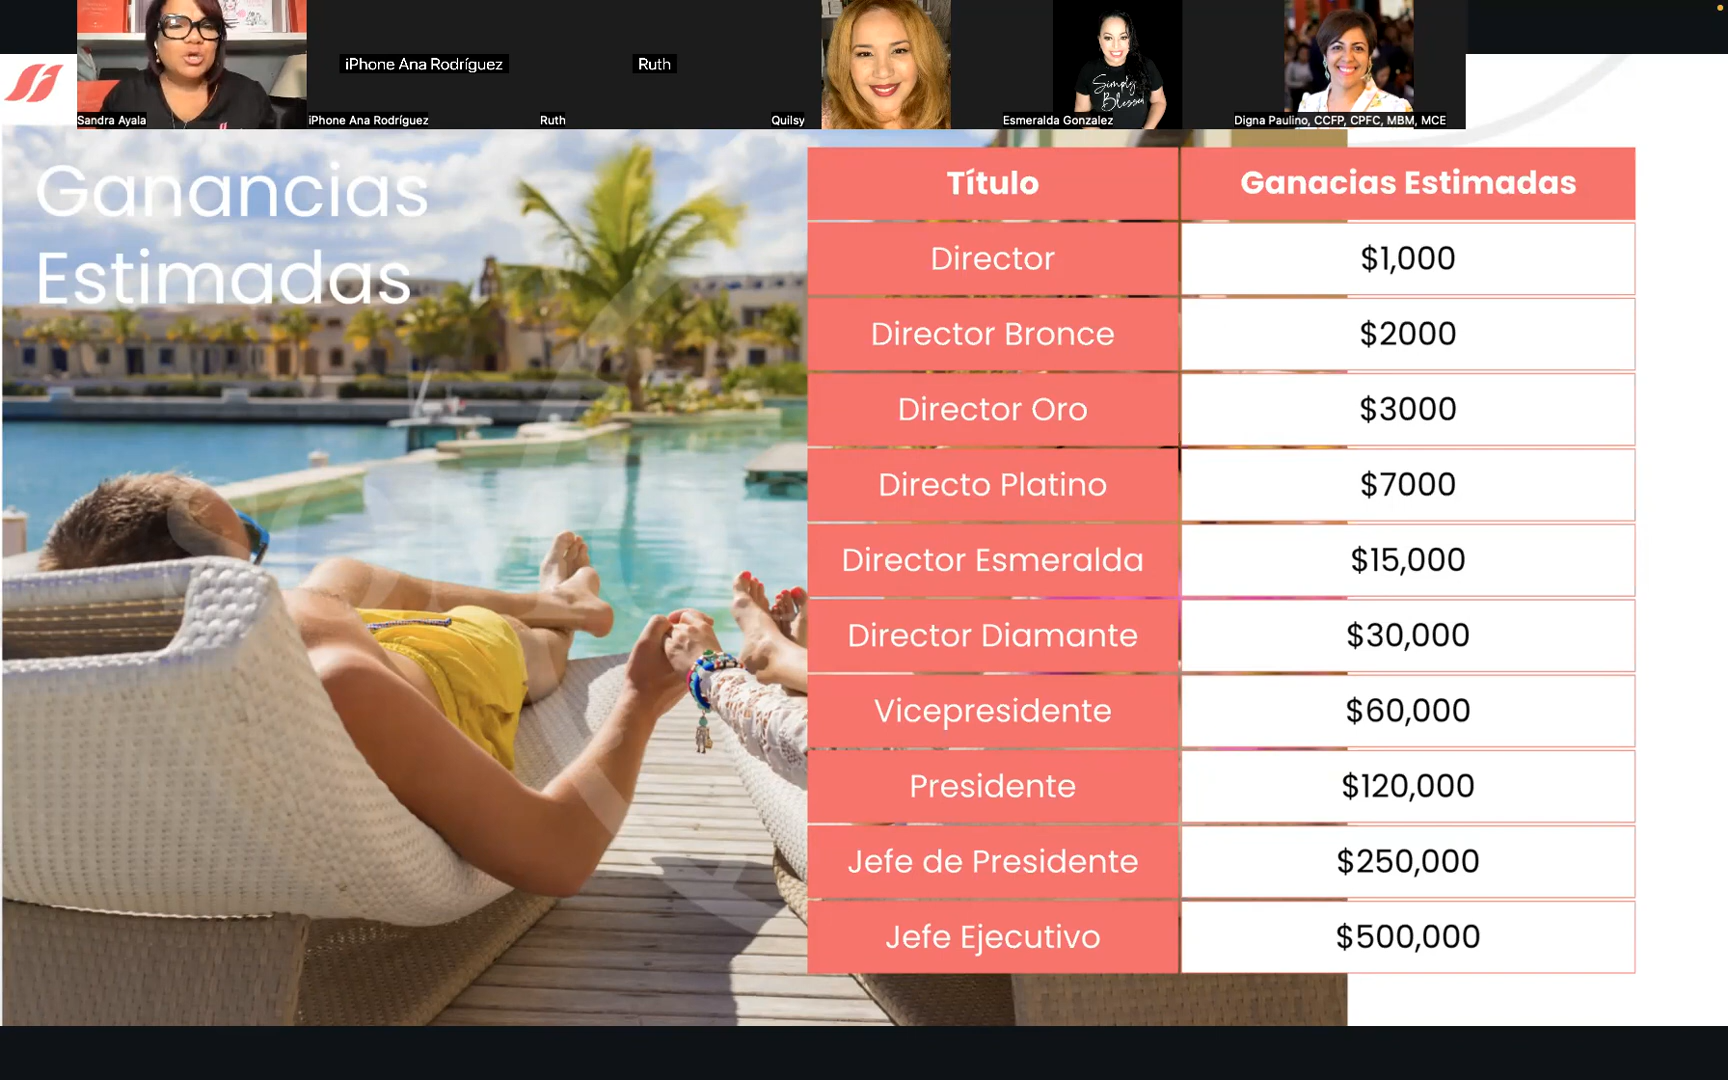 iPhone Ana Rodríguez
Ruth
Simply
Blessed
Sandra Ayala
iPhone Ana Rodríguez
Ruth
Quilsy
Esmeralda Gonzalez
Digna Paulino, CCFP, CPFC, MBM, MCE
Ganancias
Estimadas
Título
Ganacias Estimadas
Director
$1,000
Director Bronce
$2000
Director Oro
$3000
Directo Platino
$7000
Director Esmeralda
$15,000
Director Diamante
$30,000
Vicepresidente
$60,000
Presidente
$120,000
Jefe de Presidente
$250,000
Jefe Ejecutivo
$500,000